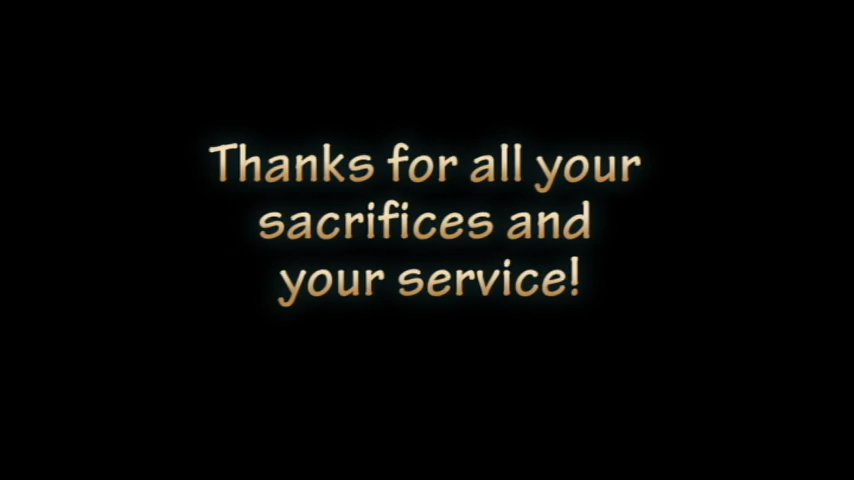 Thanks for all your
sacrifices and
your service!